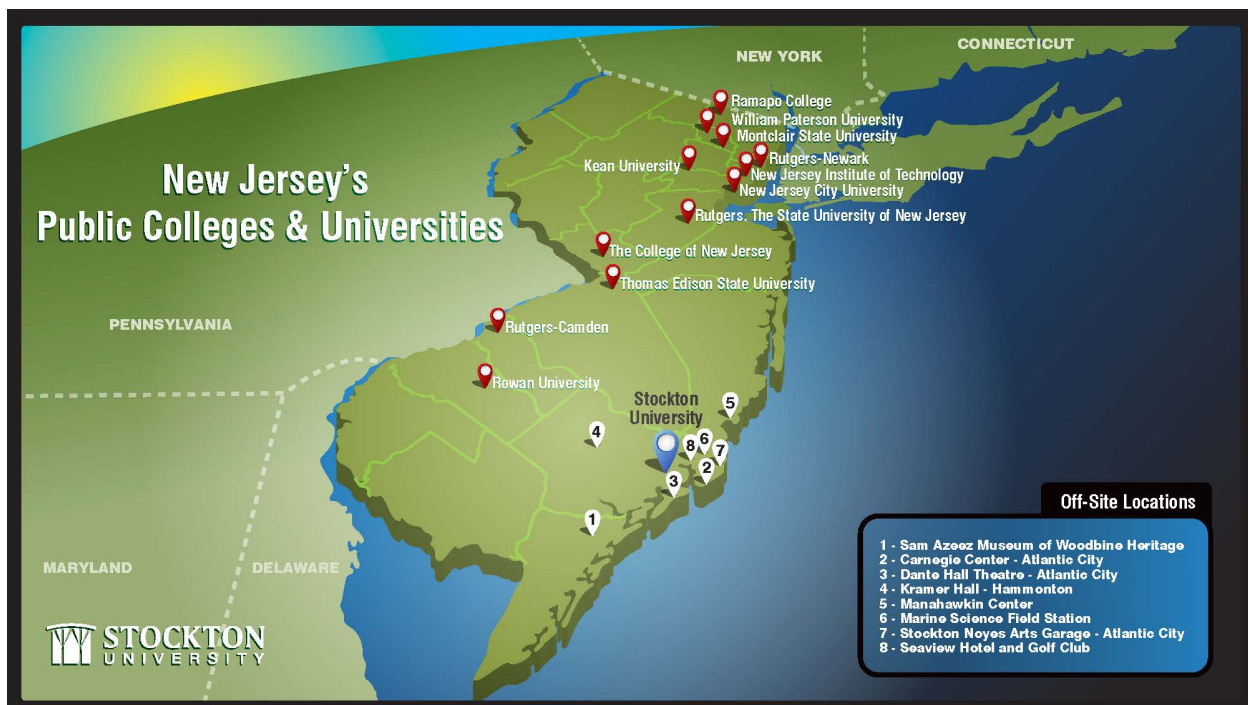 NEW YORK
CONNECTICUT
New Jersey's
Public Colleges & Universities
Ramapo College
William Paterson University
Montclair State University
Kean University
Rutgers-Newark
New Jersey Institute of Technology
New Jersey City University
Rutgers. The State University of New Jersey
The College of New Jersey
Thomas Edison State University
PENNSYLVANIA
Rutgers-Camden
Rowan University
Stockton
University
5
4
8
6
7
2
3
1
MARYLAND
DELAWARE
STOCKTON
UNIVERSITY
Off-Site Locations
1 - Sam Azeez Museum of Woodbine Heritage
2 - Carnegie Center - Atlantic City
3 - Dante Hall Theatre - Atlantic City
4 - Kramer Hall - Hammonton
5 - Manahawkin Center
6 - Marine Science Field Station
7 - Stockton Noyes Arts Garage - Atlantic City
8 - Seaview Hotel and Golf Club